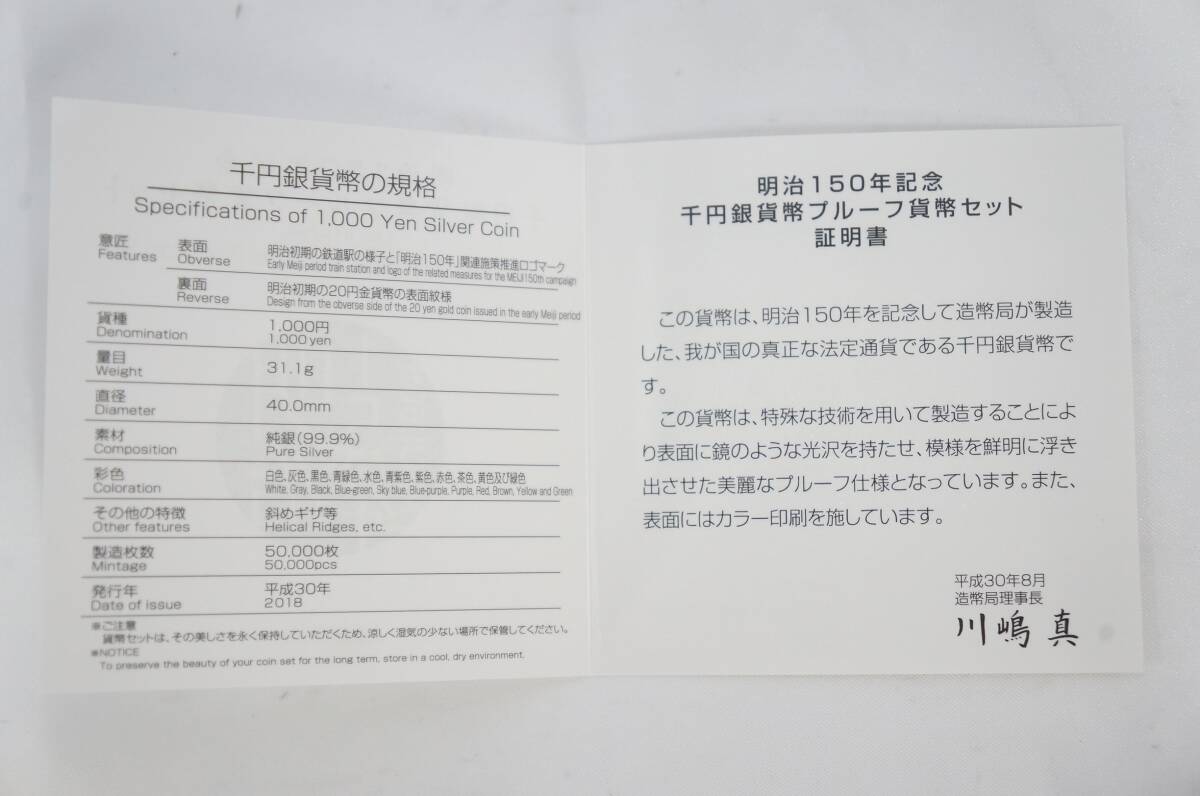 千円銀貨幣の規格
Specifications of 1,000 Yen Silver Coin
意匠 表面 明治初期の鉄道駅の様子と「明治150年」関連施策推進ロゴマーク
Features Obverse Early Meiji period train station and logo of the related measures for the MEIJI150th campaign
裏面 明治初期の20円金貨幣の表面紋様
Reverse Design from the obverse side of the 20 yen gold coin issued in the early Meiji period
貨種 1,000円
Denomination 1,000yen
量目
Weight 31.1g
直径
Diameter 40.0mm
素材 純銀(99.9%)
Composition Pure Silver
彩色 白色、灰色、黒色、青緑色、水色、青紫色、紫色、赤色、茶色、黄色及び緑色
Coloration White, Gray, Black, Blue-green, Sky blue, Blue-purple, Purple, Red, Brown, Yellow and Green
その他の特徴 斜めギザ等
Other features Helical Ridges, etc.
製造枚数 50,000枚
Mintage 50,000pcs
発行年 平成30年
Date of issue 2018
※ご注意
貨幣セットは、その美しさを永く保持していただくため、涼しく湿気の少ない場所で保管してください。
※NOTICE
To preserve the beauty of your coin set for the long term, store in a cool, dry environment.
明治150年記念
千円銀貨幣プルーフ貨幣セット
証明書
この貨幣は、明治150年を記念して造幣局が製造
した、我が国の真正な法定通貨である千円銀貨幣で
す。
この貨幣は、特殊な技術を用いて製造することによ
り表面に鏡のような光沢を持たせ、模様を鮮明に浮き
出させた美麗なプルーフ仕様となっています。また、
表面にはカラー印刷を施しています。
平成30年8月
造幣局理事長
川嶋 真